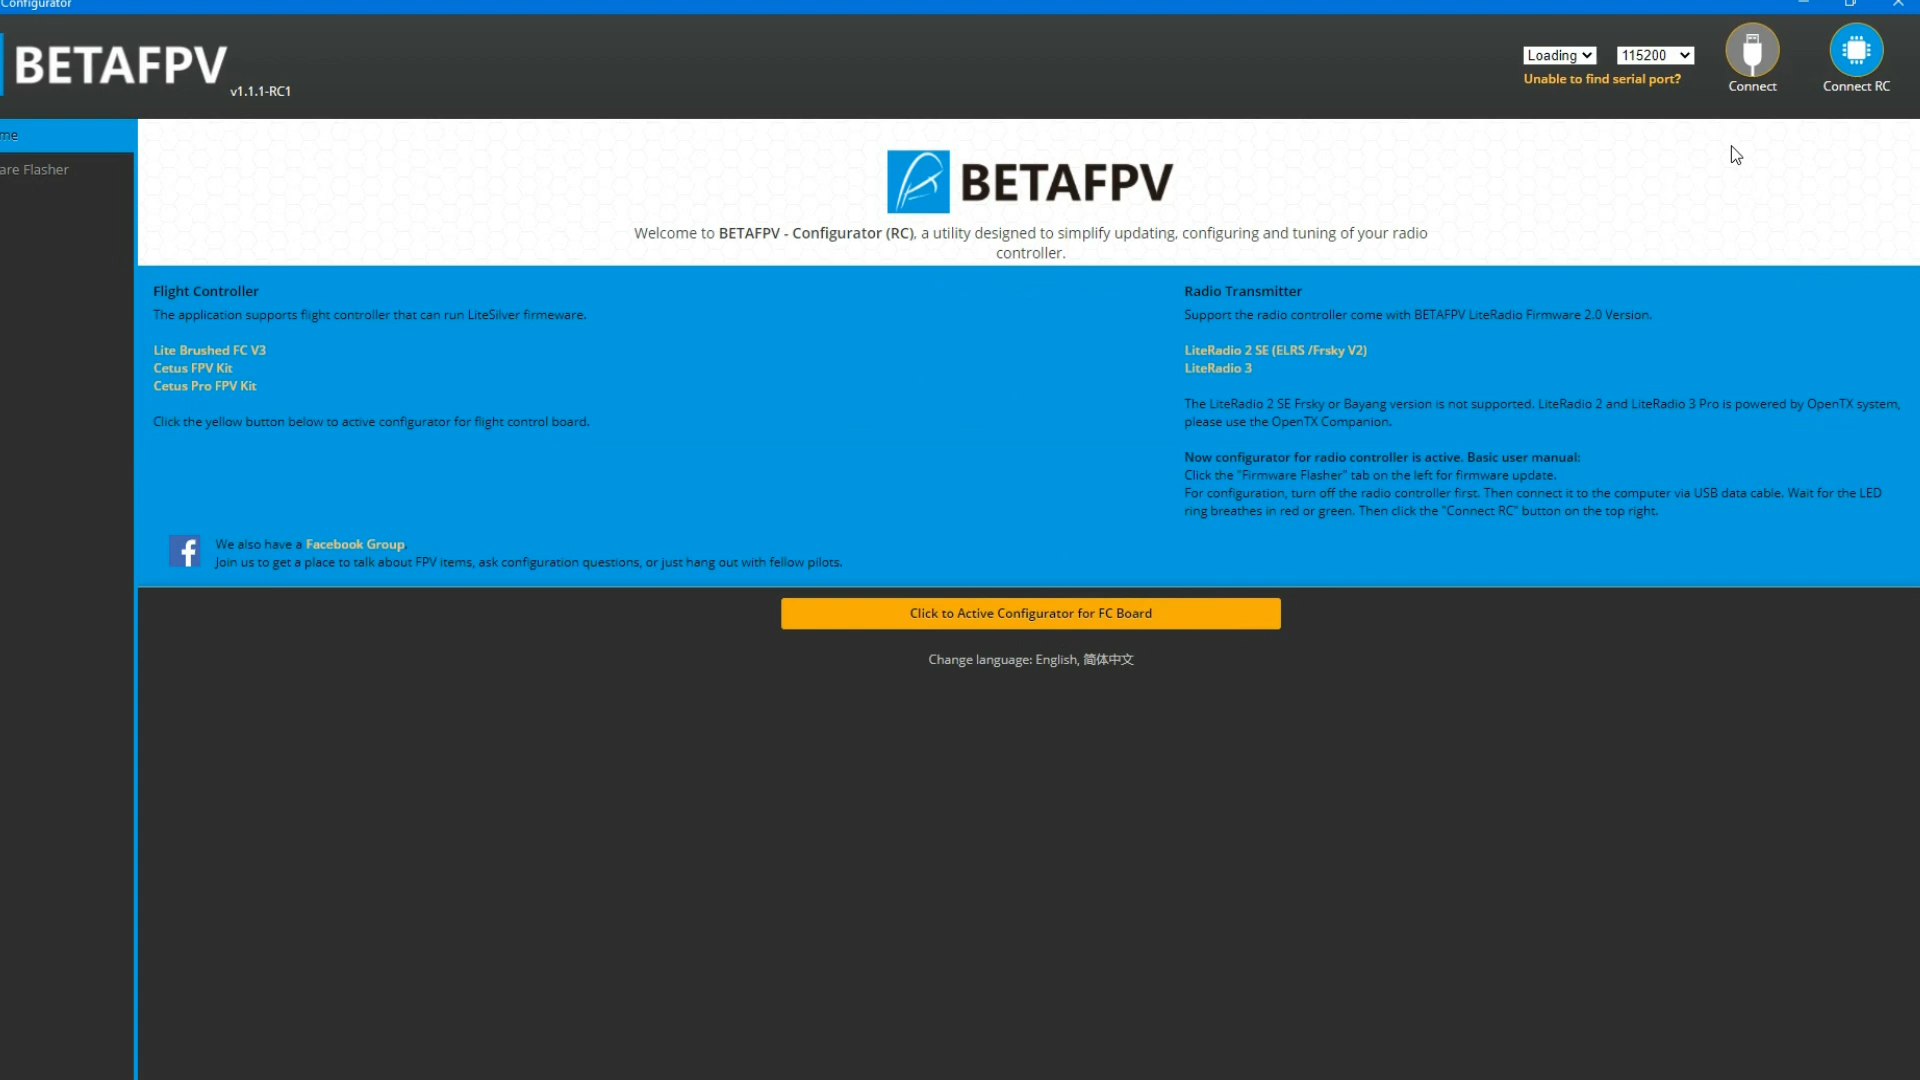 Configurator
BETAFPV
v1.1.1-RC1
Loading
115200
Unable to find serial port?
Connect
Connect RC
me
are Flasher
BETAFPV
Welcome to BETAFPV - Configurator (RC), a utility designed to simplify updating, configuring and tuning of your radio
controller.
Flight Controller
The application supports flight controller that can run LiteSilver firmeware.
Lite Brushed FC V3
Cetus FPV Kit
Cetus Pro FPV Kit
Click the yellow button below to active configurator for flight control board.
Radio Transmitter
Support the radio controller come with BETAFPV LiteRadio Firmware 2.0 Version.
LiteRadio 2 SE (ELRS /Frsky V2)
LiteRadio 3
The LiteRadio 2 SE Frsky or Bayang version is not supported. LiteRadio 2 and LiteRadio 3 Pro is powered by OpenTX system,
please use the OpenTX Companion.
Now configurator for radio controller is active. Basic user manual:
Click the "Firmware Flasher" tab on the left for firmware update.
For configuration, turn off the radio controller first. Then connect it to the computer via USB data cable. Wait for the LED
ring breathes in red or green. Then click the "Connect RC" button on the top right.
We also have a Facebook Group.
Join us to get a place to talk about FPV items, ask configuration questions, or just hang out with fellow pilots.
Click to Active Configurator for FC Board
Change language: English, 简体中文